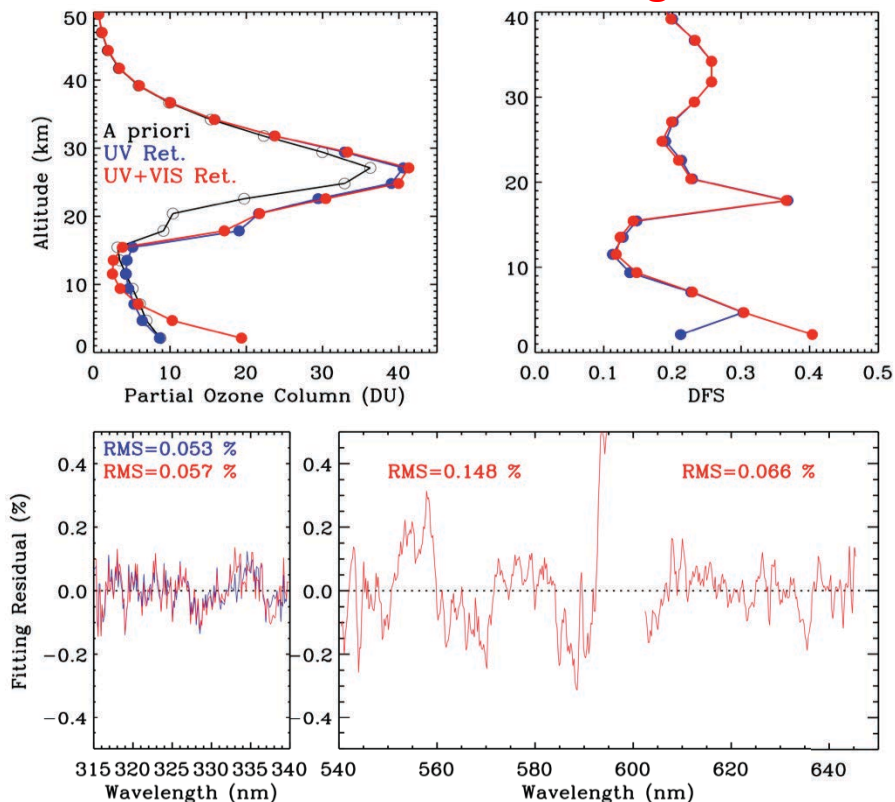 50
40
30
20
10
0
Altitude (km)
A priori
UV Ret.
UV+VIS Ret.
0 10 20 30 40
Partial Ozone Column (DU)
40
30
20
10
0
0.0 0.1 0.2 0.3 0.4 0.5
DFS
0.4
0.2
0.0
−0.2
−0.4
Fitting Residual (%)
RMS=0.053 %
RMS=0.057 %
315 320 325 330 335 340
Wavelength (nm)
0.4
0.2
0.0
−0.2
−0.4
RMS=0.148 %
RMS=0.066 %
540 560 580 600 620 640
Wavelength (nm)